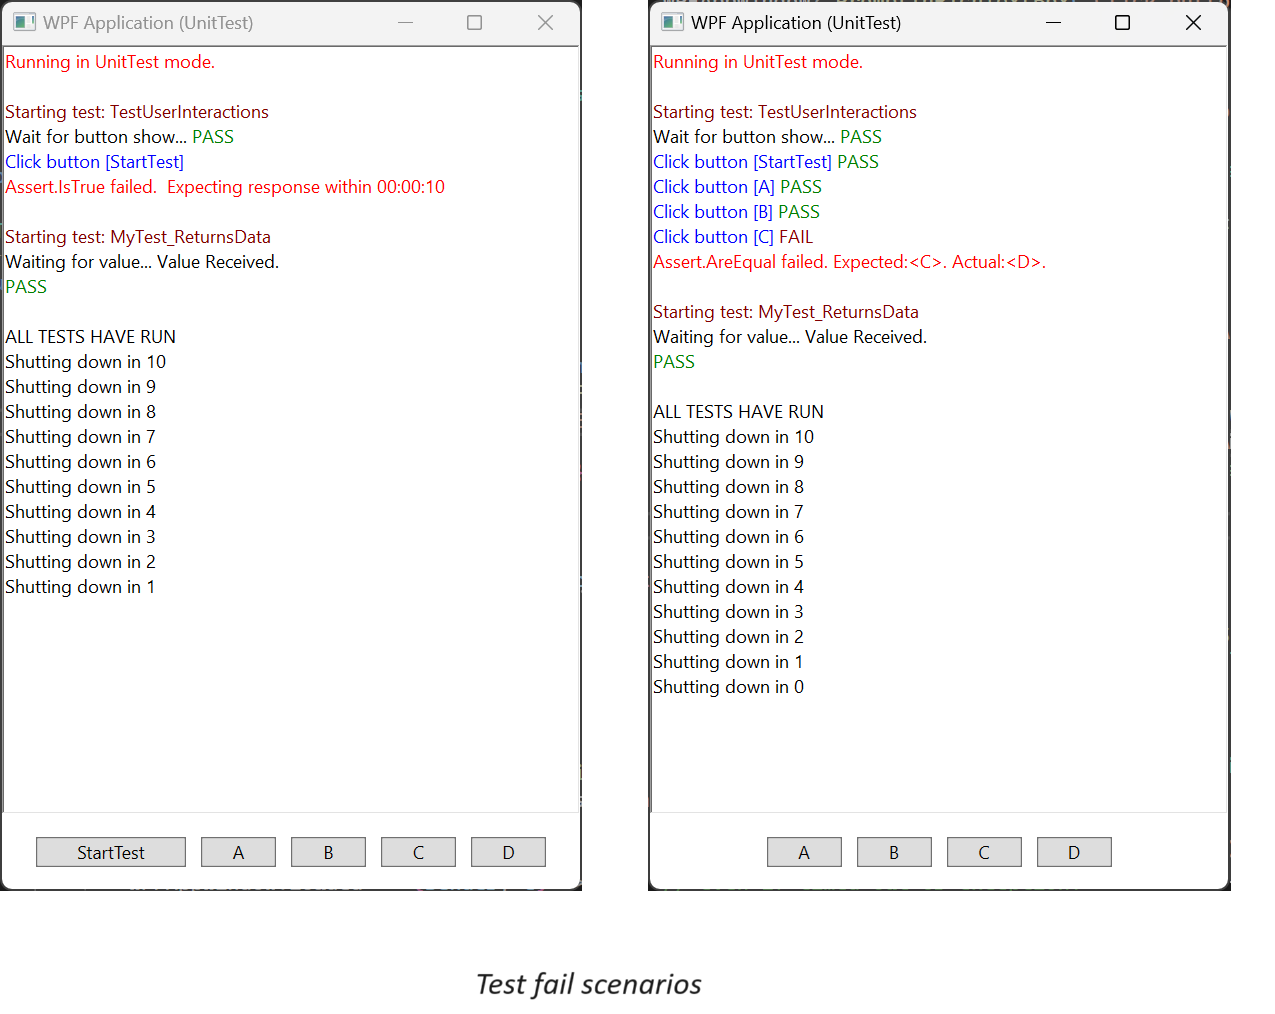 WPF Application (UnitTest)
Running in UnitTest mode.
Starting test: TestUserInteractions
Wait for button show... PASS
Click button [StartTest]
Assert.IsTrue failed.  Expecting response within 00:00:10
Starting test: MyTest_ReturnsData
Waiting for value... Value Received.
PASS
ALL TESTS HAVE RUN
Shutting down in 10
Shutting down in 9
Shutting down in 8
Shutting down in 7
Shutting down in 6
Shutting down in 5
Shutting down in 4
Shutting down in 3
Shutting down in 2
Shutting down in 1
StartTest A B C D
WPF Application (UnitTest)
Running in UnitTest mode.
Starting test: TestUserInteractions
Wait for button show... PASS
Click button [StartTest] PASS
Click button [A] PASS
Click button [B] PASS
Click button [C] FAIL
Assert.AreEqual failed. Expected:<C>. Actual:<D>.
Starting test: MyTest_ReturnsData
Waiting for value... Value Received.
PASS
ALL TESTS HAVE RUN
Shutting down in 10
Shutting down in 9
Shutting down in 8
Shutting down in 7
Shutting down in 6
Shutting down in 5
Shutting down in 4
Shutting down in 3
Shutting down in 2
Shutting down in 1
Shutting down in 0
A B C D
Test fail scenarios